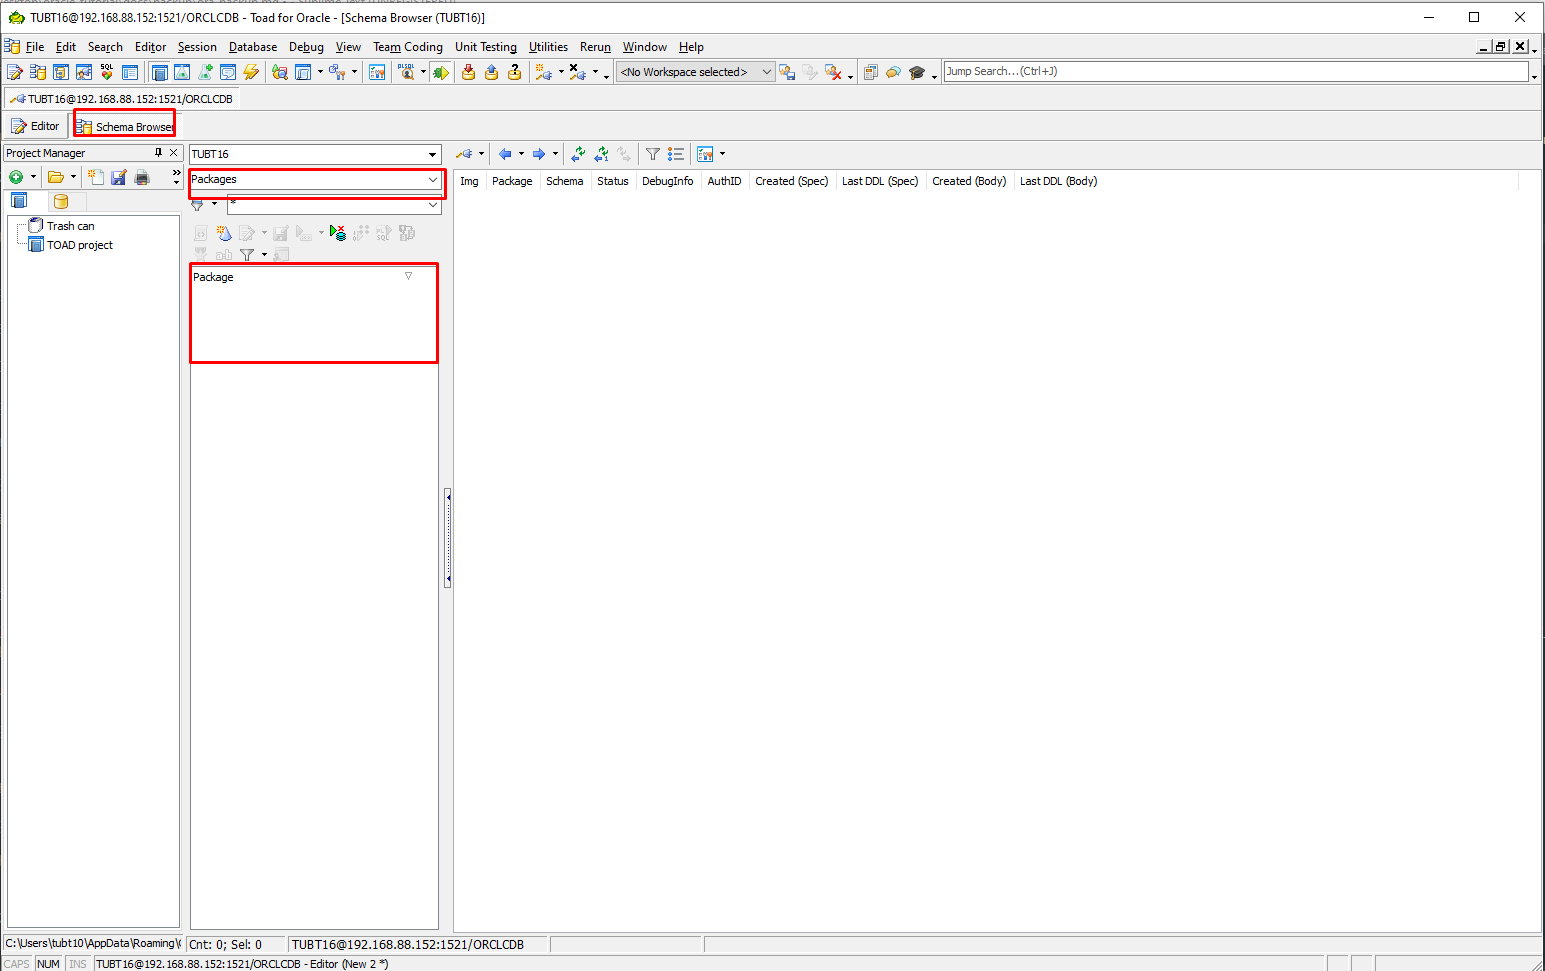 TUBT16@192.168.88.152:1521/ORCLCDB - Toad for Oracle - [Schema Browser (TUBT16)]
File Edit Search Editor Session Database Debug View Team Coding Unit Testing Utilities Rerun Window Help
SQL PLSQL <No Workspace selected> Jump Search...(Ctrl+J)
TUBT16@192.168.88.152:1521/ORCLCDB
Editor Schema Browser
Project Manager TUBT16
Packages Img Package Schema Status DebugInfo AuthID Created (Spec) Last DDL (Spec) Created (Body) Last DDL (Body)
*
Trash can
TOAD project
Package
C:\Users\tubt10\AppData\Roaming\ Cnt: 0; Sel: 0 TUBT16@192.168.88.152:1521/ORCLCDB
CAPS NUM INS TUBT16@192.168.88.152:1521/ORCLCDB - Editor (New 2 *)